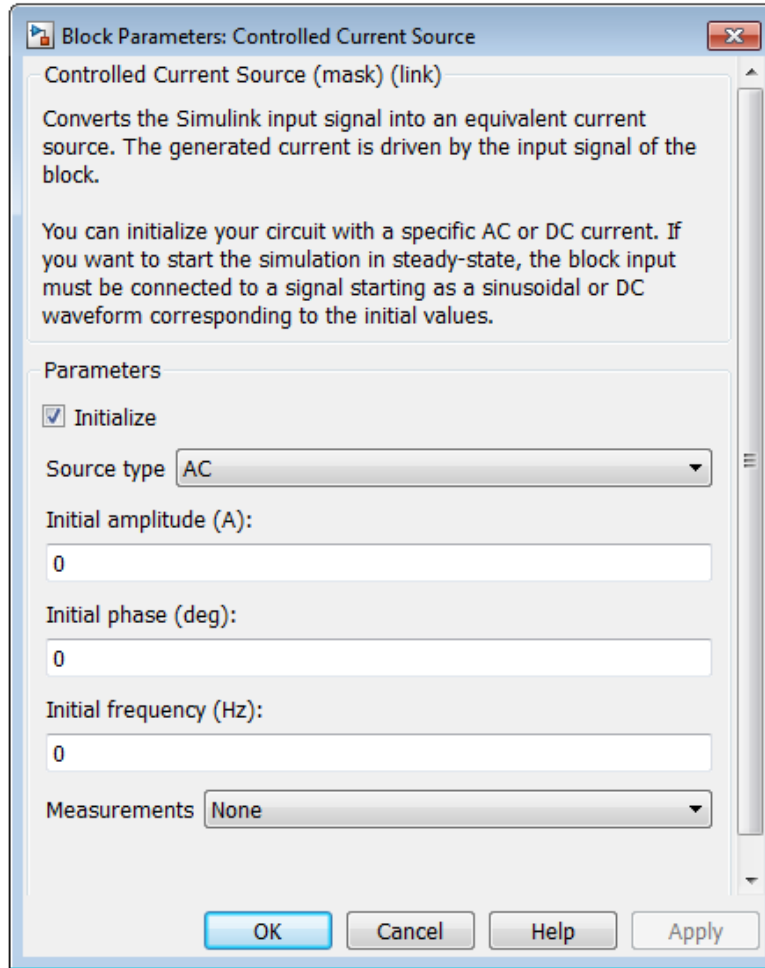 Block Parameters: Controlled Current Source
Controlled Current Source (mask) (link)
Converts the Simulink input signal into an equivalent current
source. The generated current is driven by the input signal of the
block.
You can initialize your circuit with a specific AC or DC current. If
you want to start the simulation in steady-state, the block input
must be connected to a signal starting as a sinusoidal or DC
waveform corresponding to the initial values.
Parameters
Initialize
Source type AC
Initial amplitude (A):
0
Initial phase (deg):
0
Initial frequency (Hz):
0
Measurements None
OK Cancel Help Apply